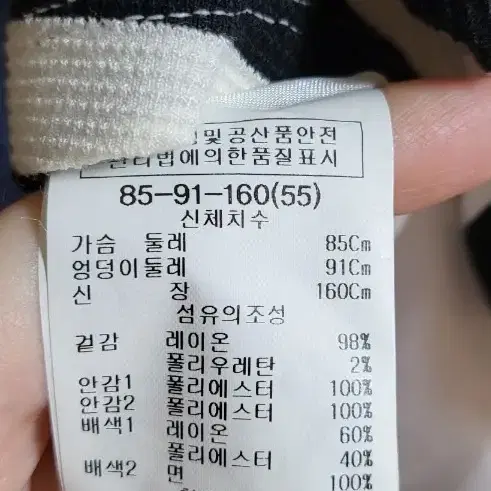 및공산품안전
관리법에의한품질표시
85-91-160(55)
신체치수
가슴 둘레 85Cm
엉덩이둘레 91Cm
신 장 160Cm
섬유의조성
겉감 레이온 98%
폴리우레탄 2%
안감1 폴리에스터 100%
안감2 폴리에스터 100%
배색1 레이온 60%
폴리에스터 40%
배색2 면 100%